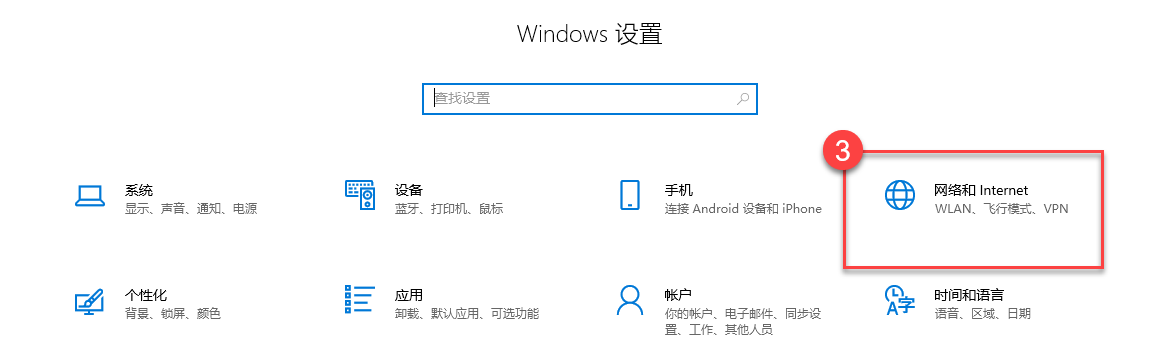 Windows 设置
查找设置
3
系统
显示、声音、通知、电源
设备
蓝牙、打印机、鼠标
手机
连接 Android 设备和 iPhone
网络和 Internet
WLAN、飞行模式、VPN
个性化
背景、锁屏、颜色
应用
卸载、默认应用、可选功能
帐户
你的帐户、电子邮件、同步设
置、工作、其他人员
时间和语言
语音、区域、日期